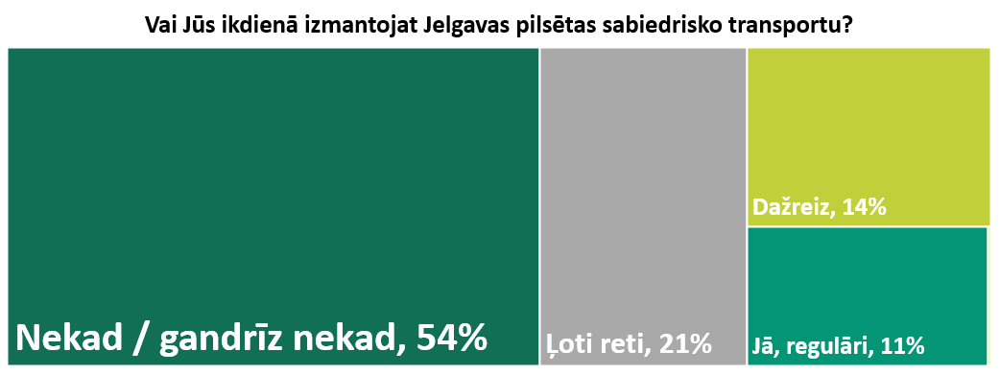 Vai Jūs ikdienā izmantojat Jelgavas pilsētas sabiedrisko transportu?
Nekad / gandrīz nekad, 54%
Ļoti reti, 21%
Dažreiz, 14%
Jā, regulāri, 11%